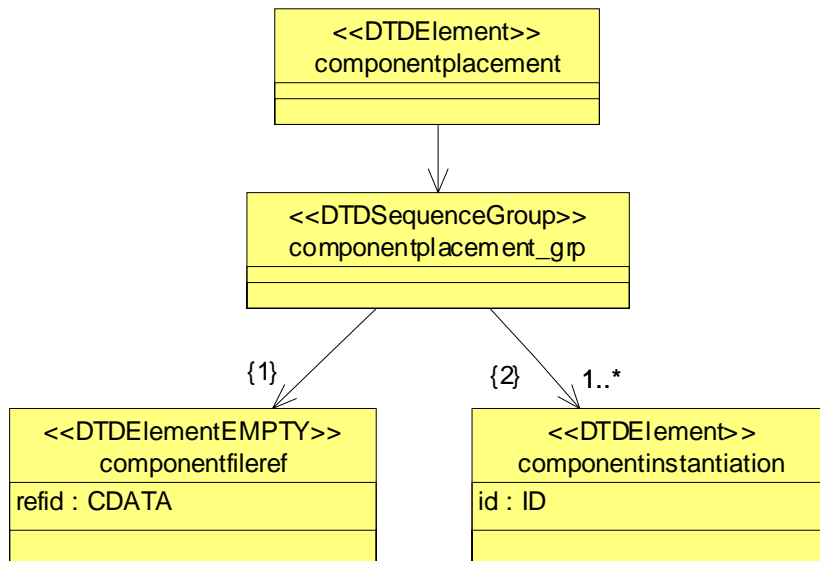 <<DTDElement>>
componentplacement
<<DTDSequenceGroup>>
componentplacement_grp
{1}
{2}
1..*
<<DTDElementEMPTY>>
componentfileref
refid : CDATA
<<DTDElement>>
componentinstantiation
id : ID